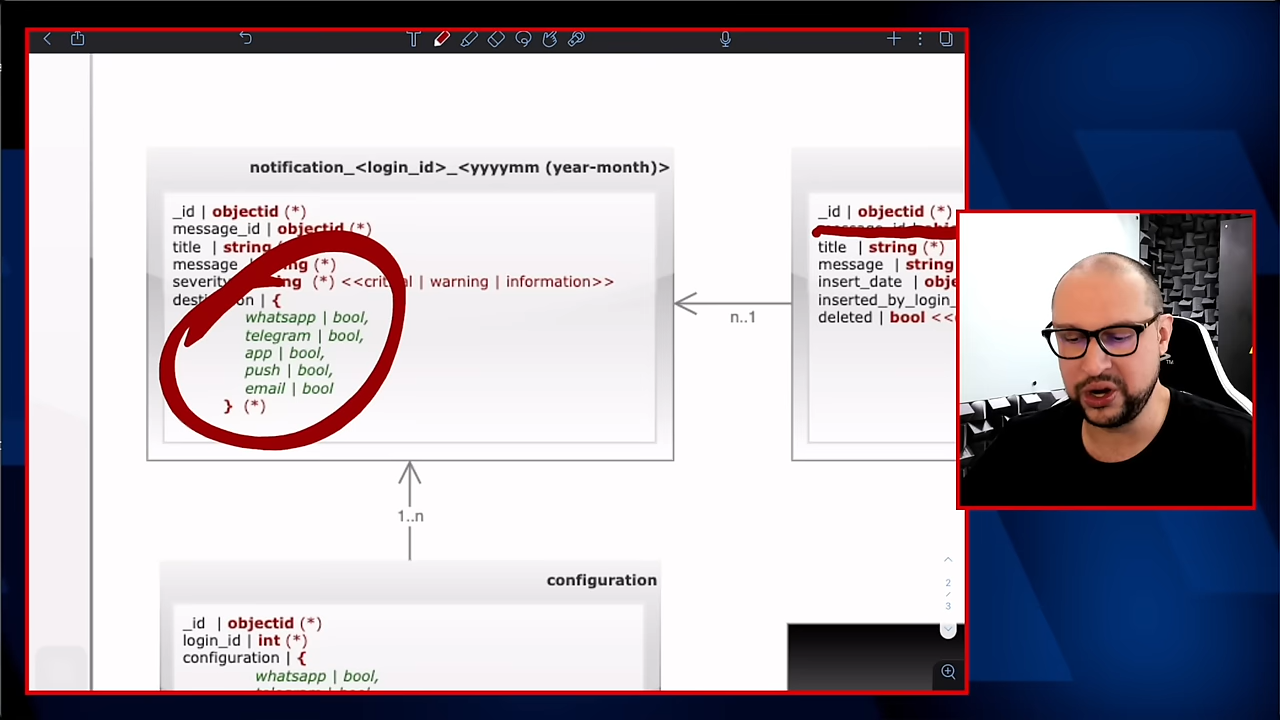 notification_<login_id>_<yyyymm (year-month)>
_id | objectid (*)
message_id | objectid (*)
title | string
message (*)
severity (*) <<critical | warning | information>>
{
whatsapp | bool,
telegram | bool,
app | bool,
push | bool,
email | bool
} (*)
_id | objectid (*)
title | string (*)
message | string
insert_date |
inserted_by_login_
deleted | bool
n..1
1..n
configuration
_id | objectid (*)
login_id | int (*)
configuration | {
whatsapp | bool,
2
/
3